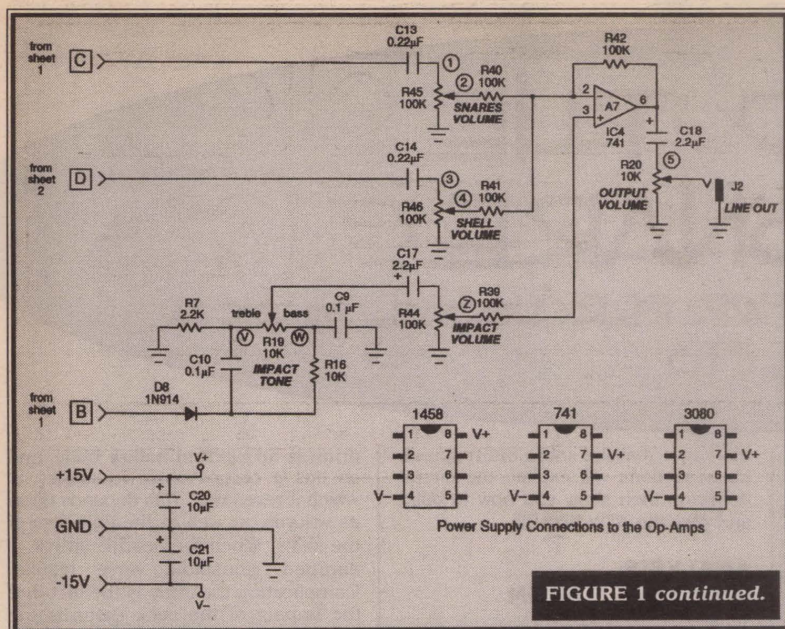 from
sheet
1
C
C13
0.22µF
1
2
R40
100K
R45
100K
SNARES
VOLUME
R42
100K
2
3
6
A7
IC4
741
C18
2.2µF
5
R20
10K
OUTPUT
VOLUME
J2
LINE OUT
from
sheet
2
D
C14
0.22µF
3
4
R41
100K
R46
100K
SHELL
VOLUME
C17
2.2µF
Z
R39
100K
R44
100K
IMPACT
VOLUME
R7
2.2K
treble
bass
V
W
R19
10K
IMPACT
TONE
C9
0.1 µF
C10
0.1µF
R16
10K
D8
1N914
from
sheet
1
B
+15V
V+
C20
10µF
GND
C21
10µF
-15V
V–
1458
1 8 V+
2 7
3 6
V– 4 5
741
1 8
2 7 V+
3 6
V– 4 5
3080
1 8
2 7 V+
3 6
V– 4 5
Power Supply Connections to the Op-Amps
FIGURE 1 continued.